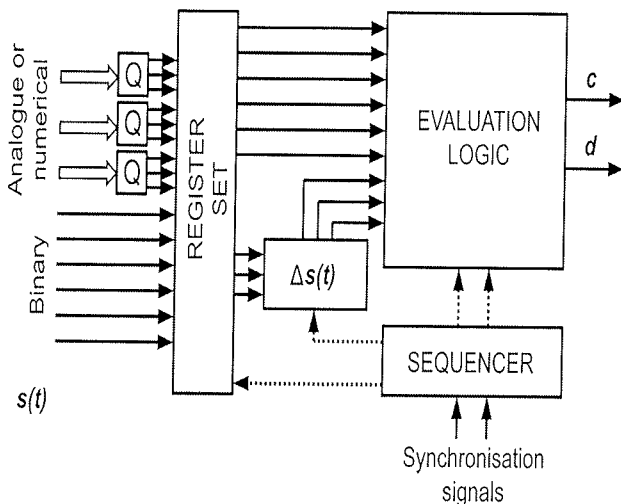 Analogue or
numerical
Binary
s(t)
Q
Q
Q
REGISTER
SET
Δs(t)
EVALUATION
LOGIC
c
d
SEQUENCER
Synchronisation
signals